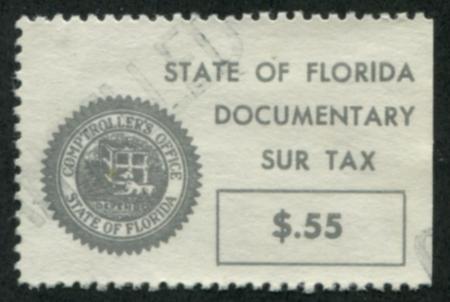 STATE OF FLORIDA
DOCUMENTARY
SUR TAX
$.55
COMPTROLLER'S OFFICE
STATE OF FLORIDA